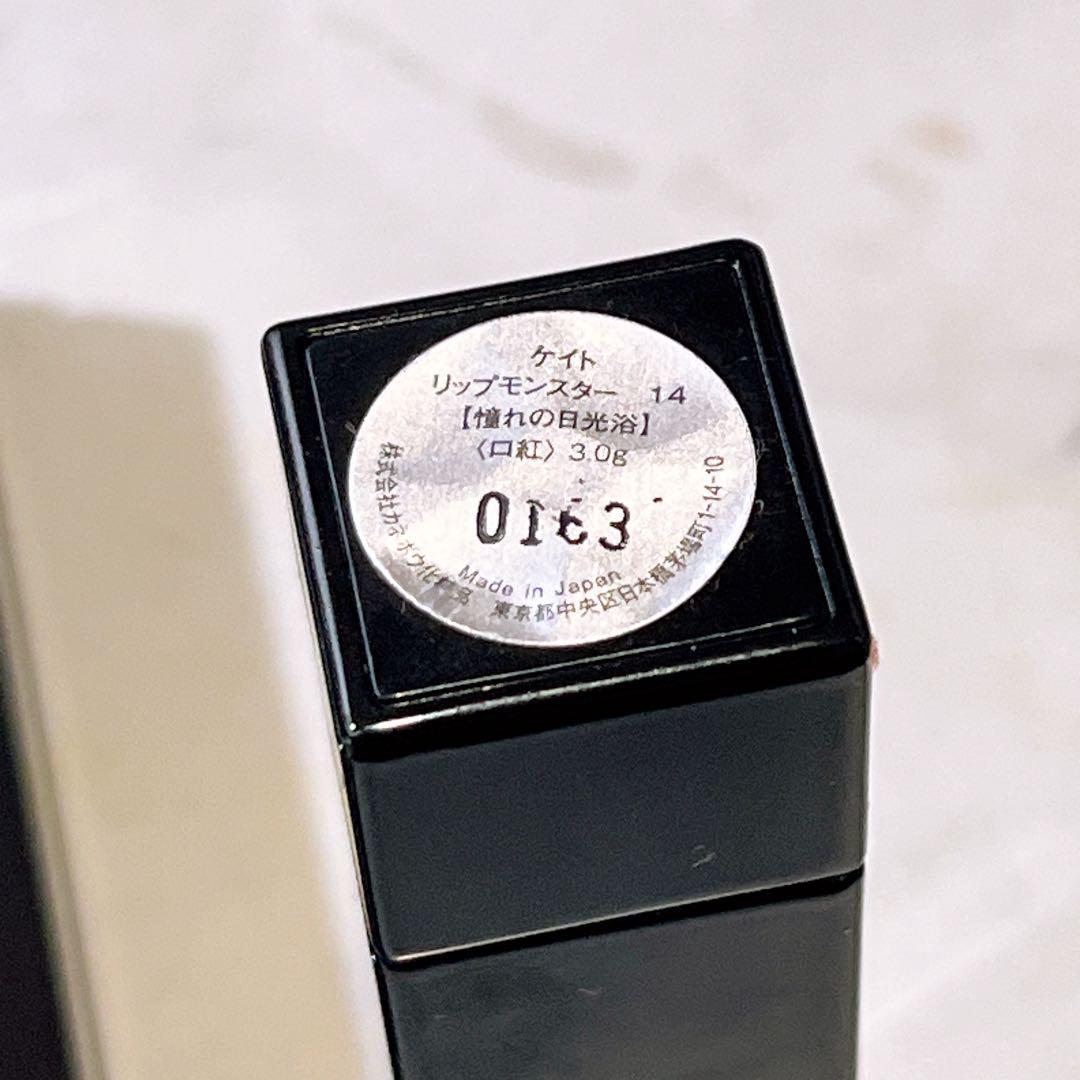 ケイト
リップモンスター 14
【憧れの日光浴】
〈口紅〉 3.0g
Made in Japan
株式会社カネボウ化粧品 東京都中央区日本橋茅場町1-14-10